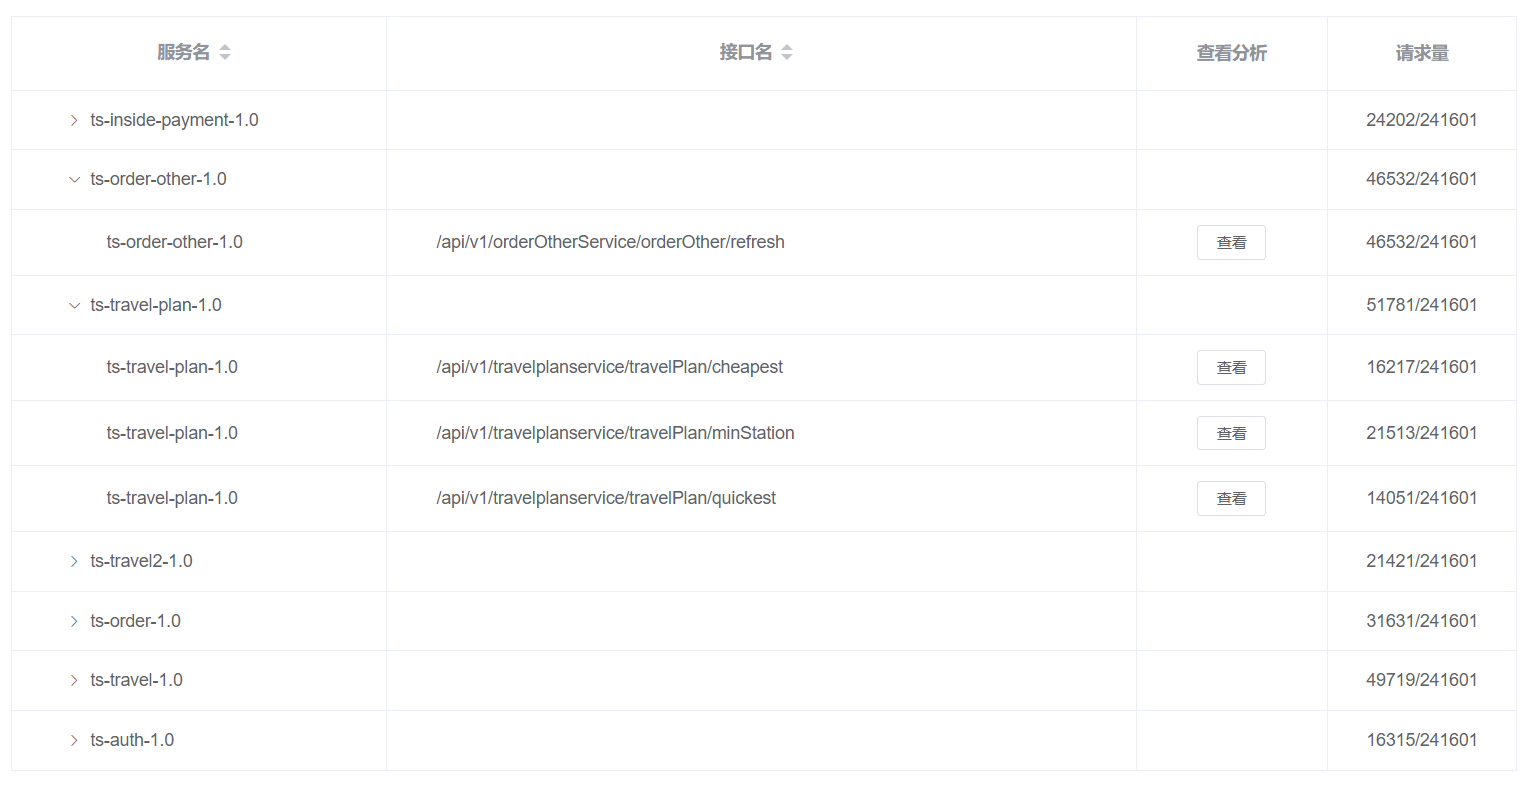 服务名 接口名 查看分析 请求量
ts-inside-payment-1.0 24202/241601
ts-order-other-1.0 46532/241601
ts-order-other-1.0 /api/v1/orderOtherService/orderOther/refresh 查看 46532/241601
ts-travel-plan-1.0 51781/241601
ts-travel-plan-1.0 /api/v1/travelplanservice/travelPlan/cheapest 查看 16217/241601
ts-travel-plan-1.0 /api/v1/travelplanservice/travelPlan/minStation 查看 21513/241601
ts-travel-plan-1.0 /api/v1/travelplanservice/travelPlan/quickest 查看 14051/241601
ts-travel2-1.0 21421/241601
ts-order-1.0 31631/241601
ts-travel-1.0 49719/241601
ts-auth-1.0 16315/241601